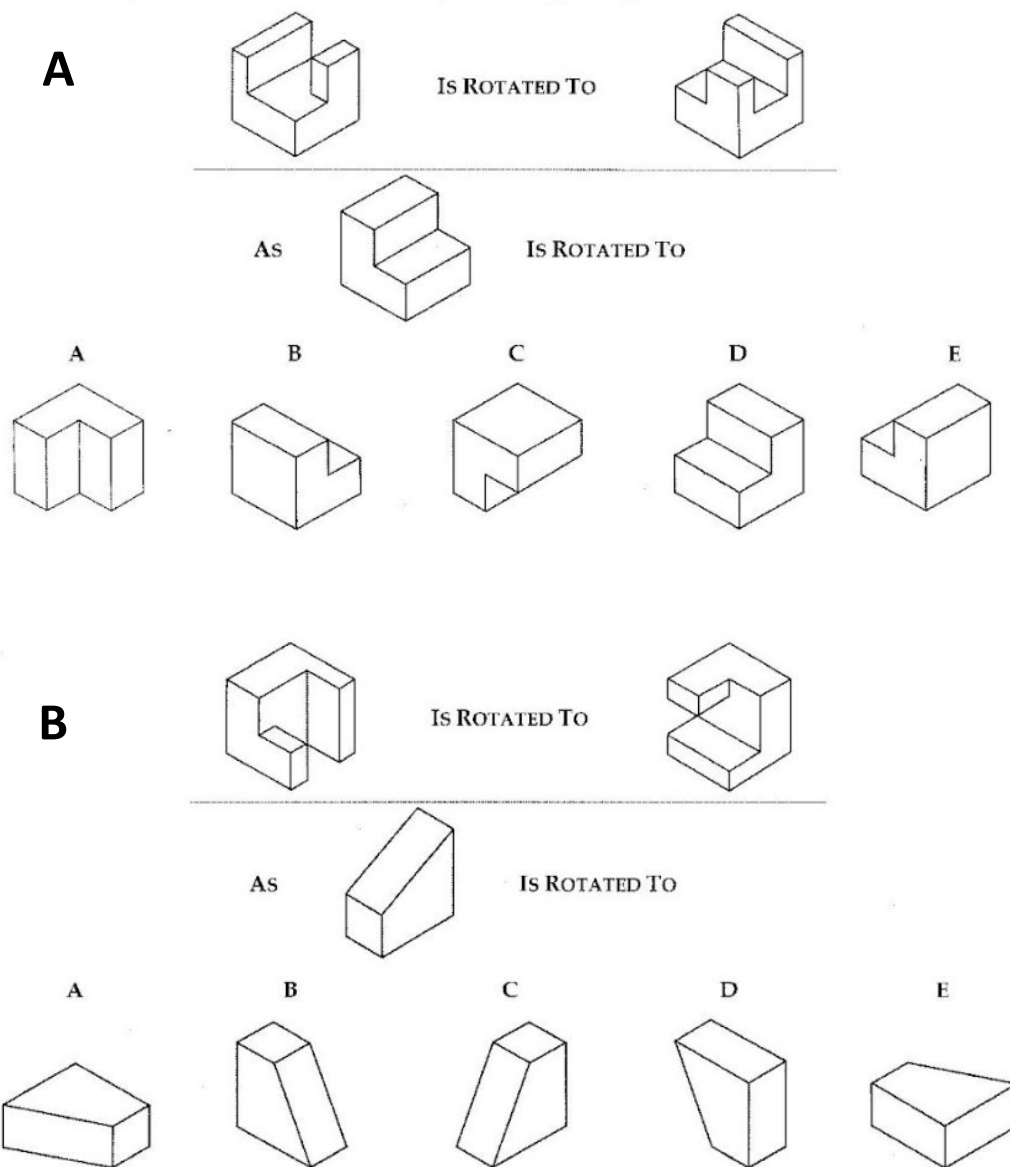 A
IS ROTATED TO
AS
IS ROTATED TO
A B C D E
B
IS ROTATED TO
AS
IS ROTATED TO
A B C D E